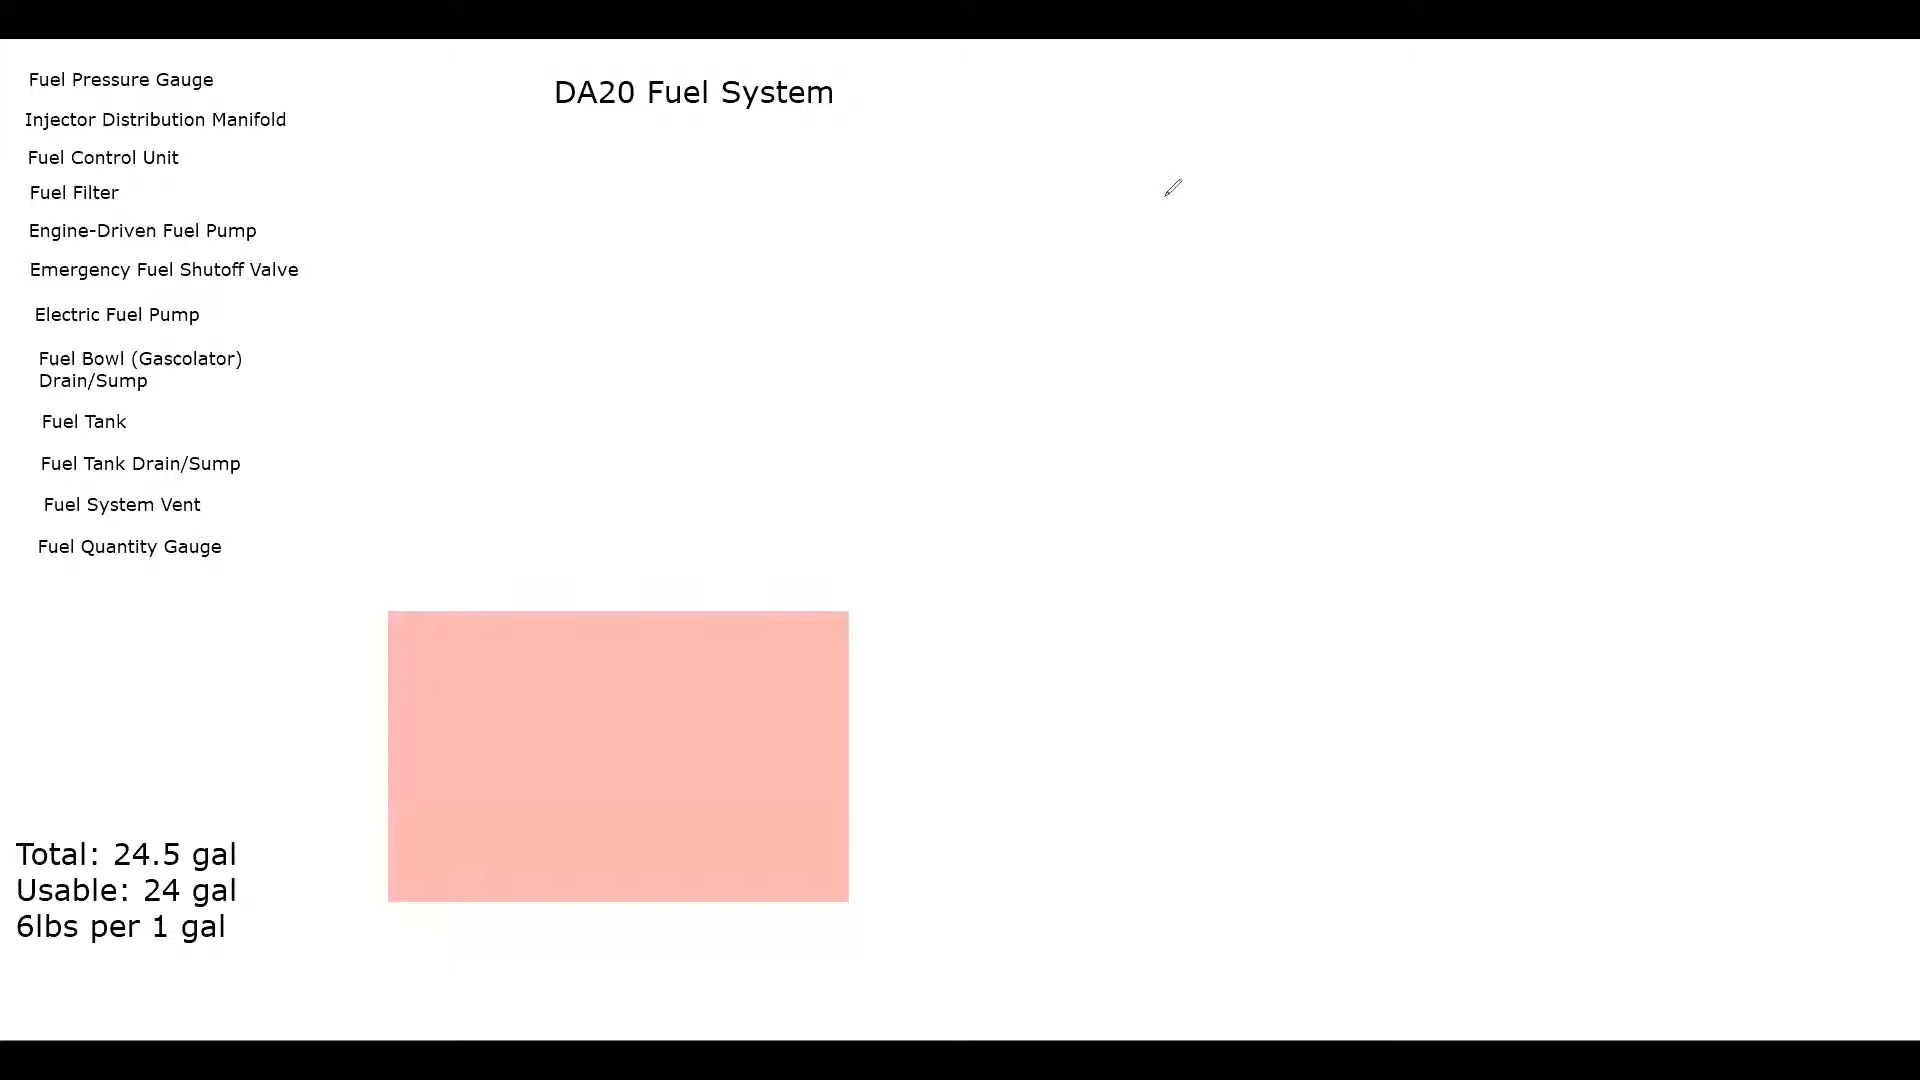 DA20 Fuel System
Fuel Pressure Gauge
Injector Distribution Manifold
Fuel Control Unit
Fuel Filter
Engine-Driven Fuel Pump
Emergency Fuel Shutoff Valve
Electric Fuel Pump
Fuel Bowl (Gascolator)
Drain/Sump
Fuel Tank
Fuel Tank Drain/Sump
Fuel System Vent
Fuel Quantity Gauge
Total: 24.5 gal
Usable: 24 gal
6lbs per 1 gal